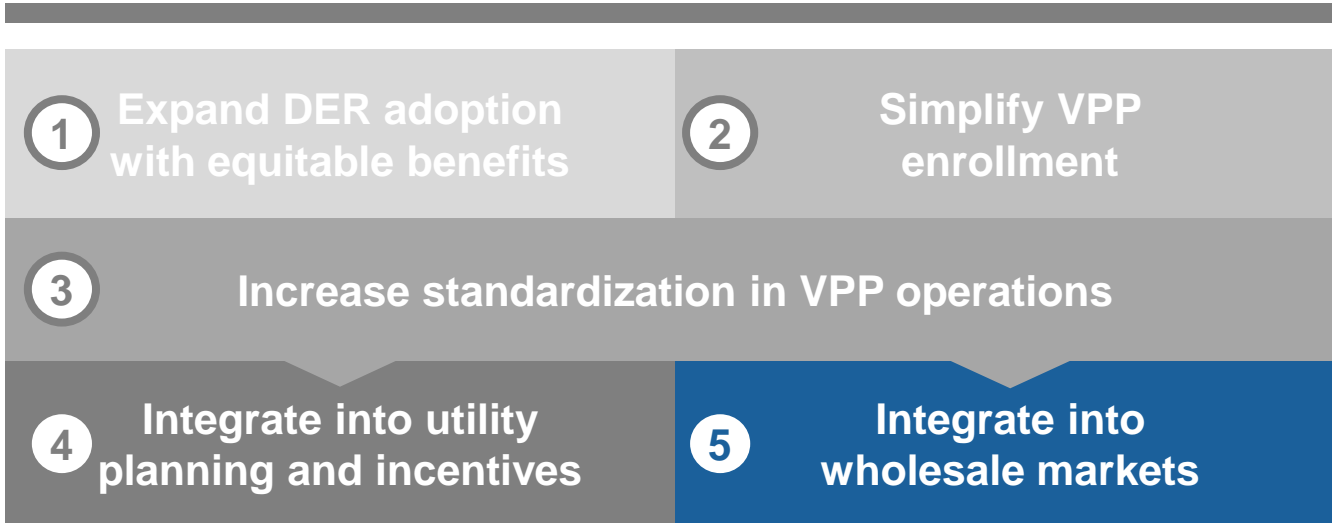 1
Expand DER adoption
with equitable benefits
2
Simplify VPP
enrollment
3
Increase standardization in VPP operations
4
Integrate into utility
planning and incentives
5
Integrate into
wholesale markets